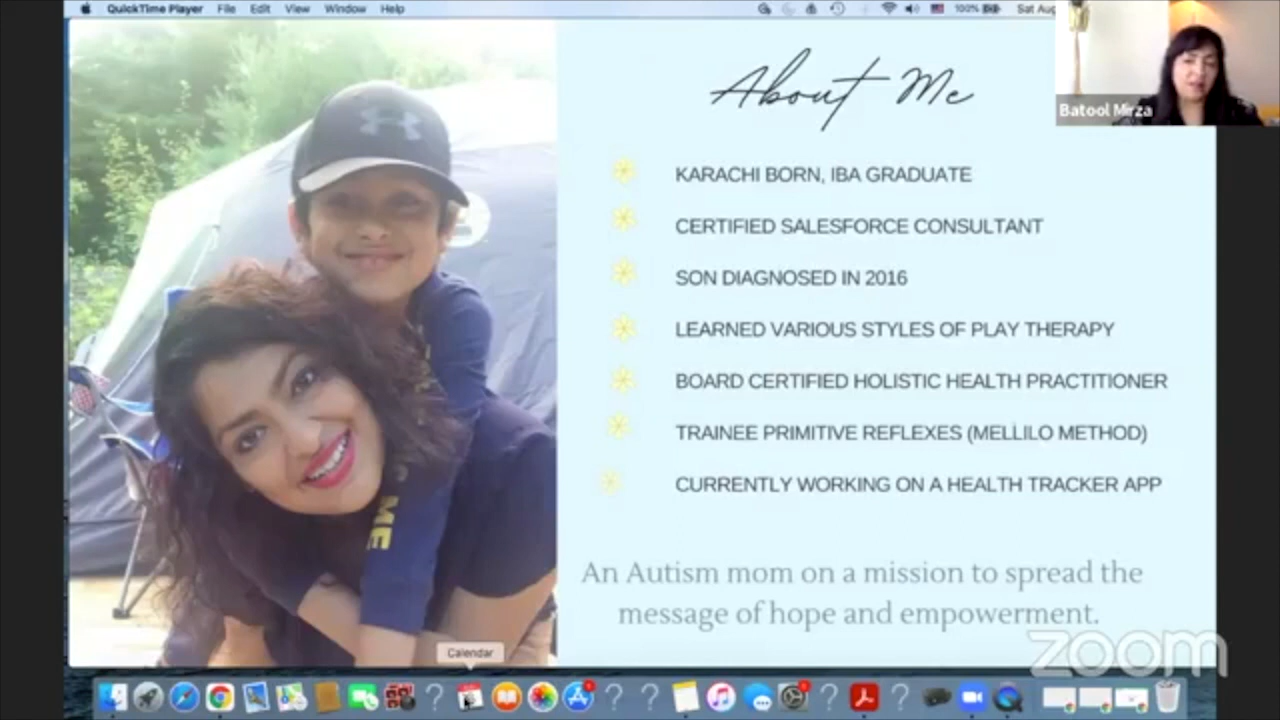 QuickTime Player File Edit View Window Help 100% Sat Aug
About Me
Batool Mirza
KARACHI BORN, IBA GRADUATE
CERTIFIED SALESFORCE CONSULTANT
SON DIAGNOSED IN 2016
LEARNED VARIOUS STYLES OF PLAY THERAPY
BOARD CERTIFIED HOLISTIC HEALTH PRACTITIONER
TRAINEE PRIMITIVE REFLEXES (MELLILO METHOD)
CURRENTLY WORKING ON A HEALTH TRACKER APP
ME
An Autism mom on a mission to spread the
message of hope and empowerment.
zoom
Calendar